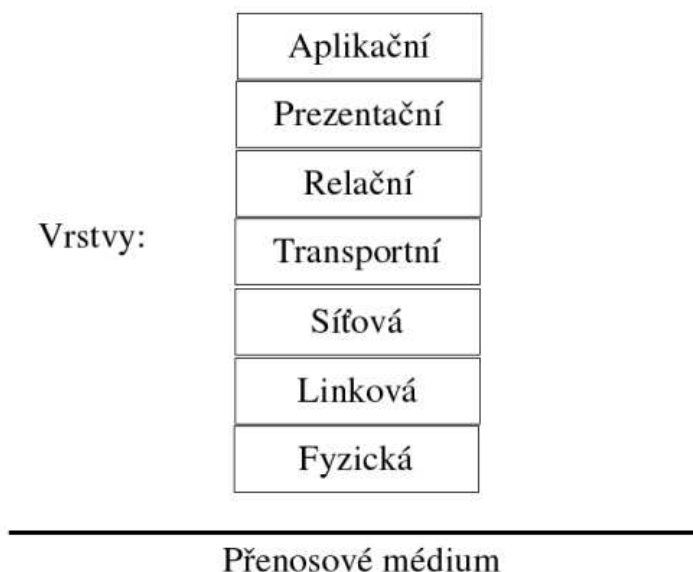 Aplikační
Prezentační
Relační
Vrstvy:
Transportní
Síťová
Linková
Fyzická
Přenosové médium